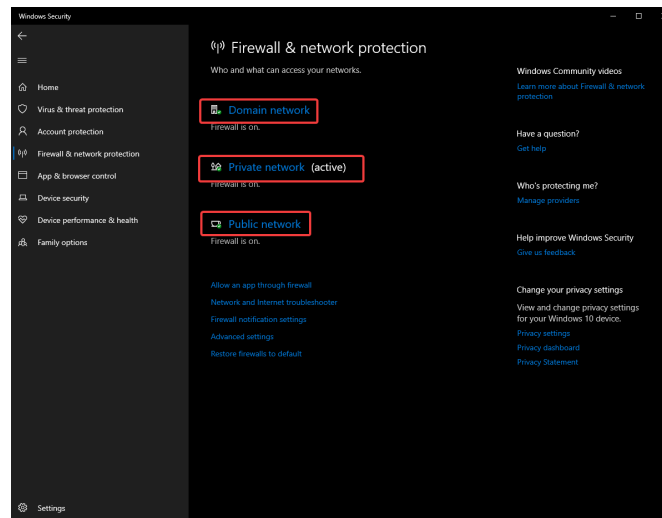 Windows Security
Home
Virus & threat protection
Account protection
Firewall & network protection
App & browser control
Device security
Device performance & health
Family options
Settings
Firewall & network protection
Who and what can access your networks.
Domain network
Firewall is on.
Private network (active)
Firewall is on.
Public network
Firewall is on.
Allow an app through firewall
Network and Internet troubleshooter
Firewall notification settings
Advanced settings
Restore firewalls to default
Windows Community videos
Learn more about Firewall & network
protection
Have a question?
Get help
Who's protecting me?
Manage providers
Help improve Windows Security
Give us feedback
Change your privacy settings
View and change privacy settings
for your Windows 10 device.
Privacy settings
Privacy dashboard
Privacy Statement